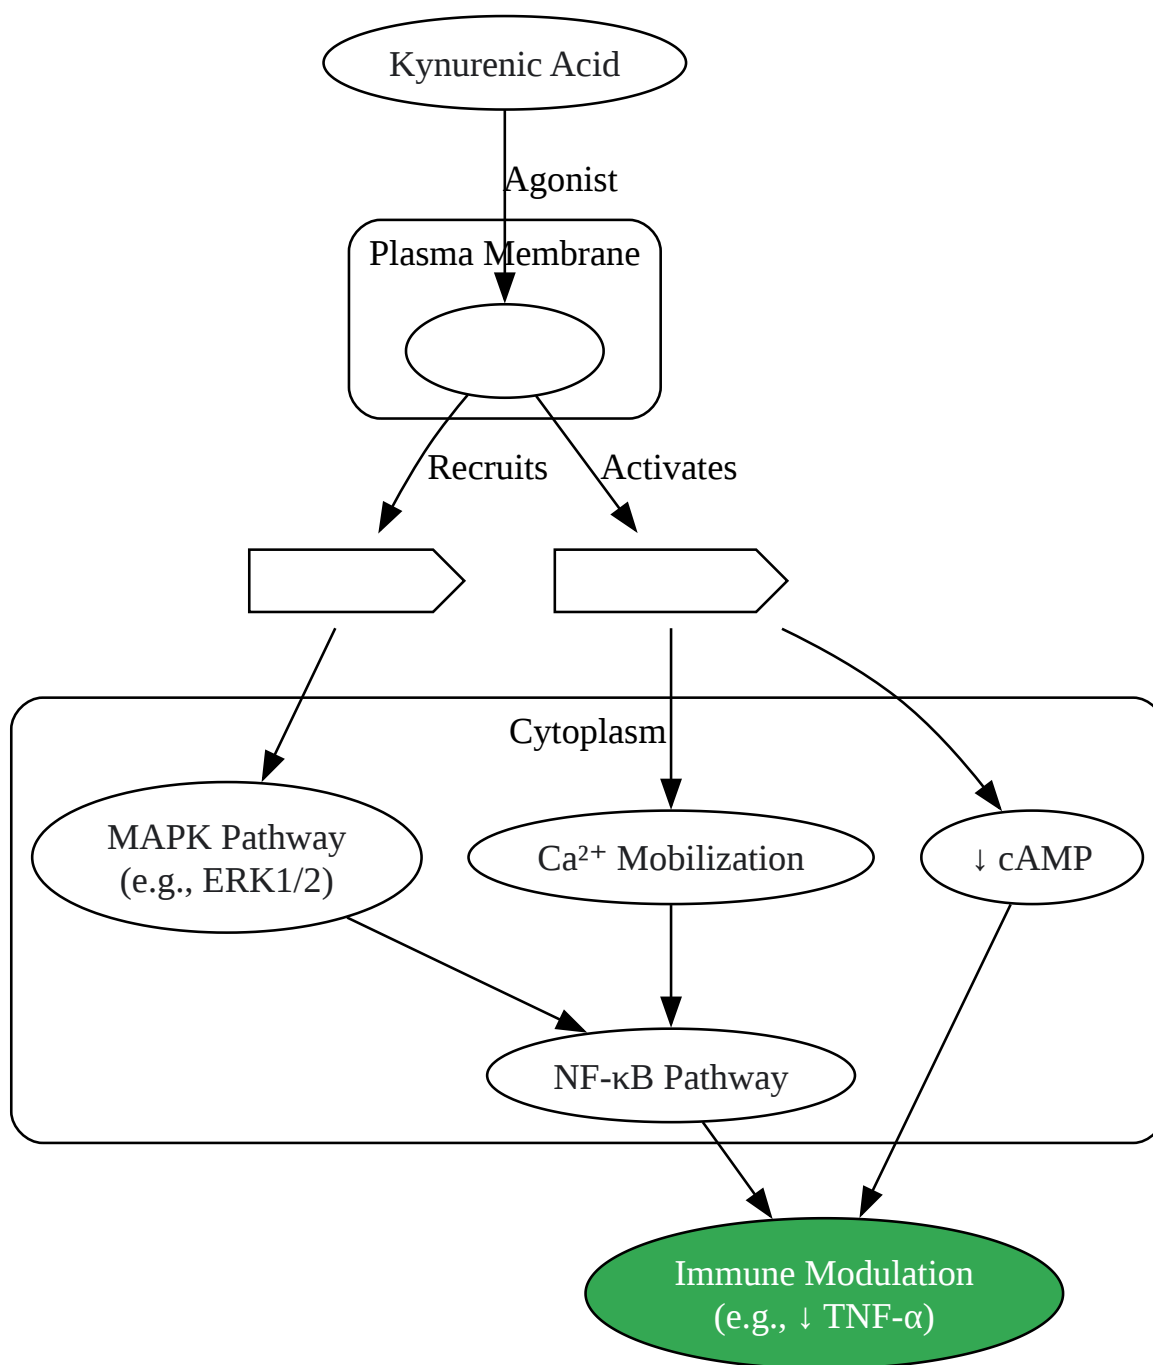 Kynurenic Acid
Agonist
Plasma Membrane
Recruits
Activates
Cytoplasm
MAPK Pathway
(e.g., ERK1/2)
Ca²⁺ Mobilization
↓ cAMP
NF-κB Pathway
Immune Modulation
(e.g., ↓ TNF-α)